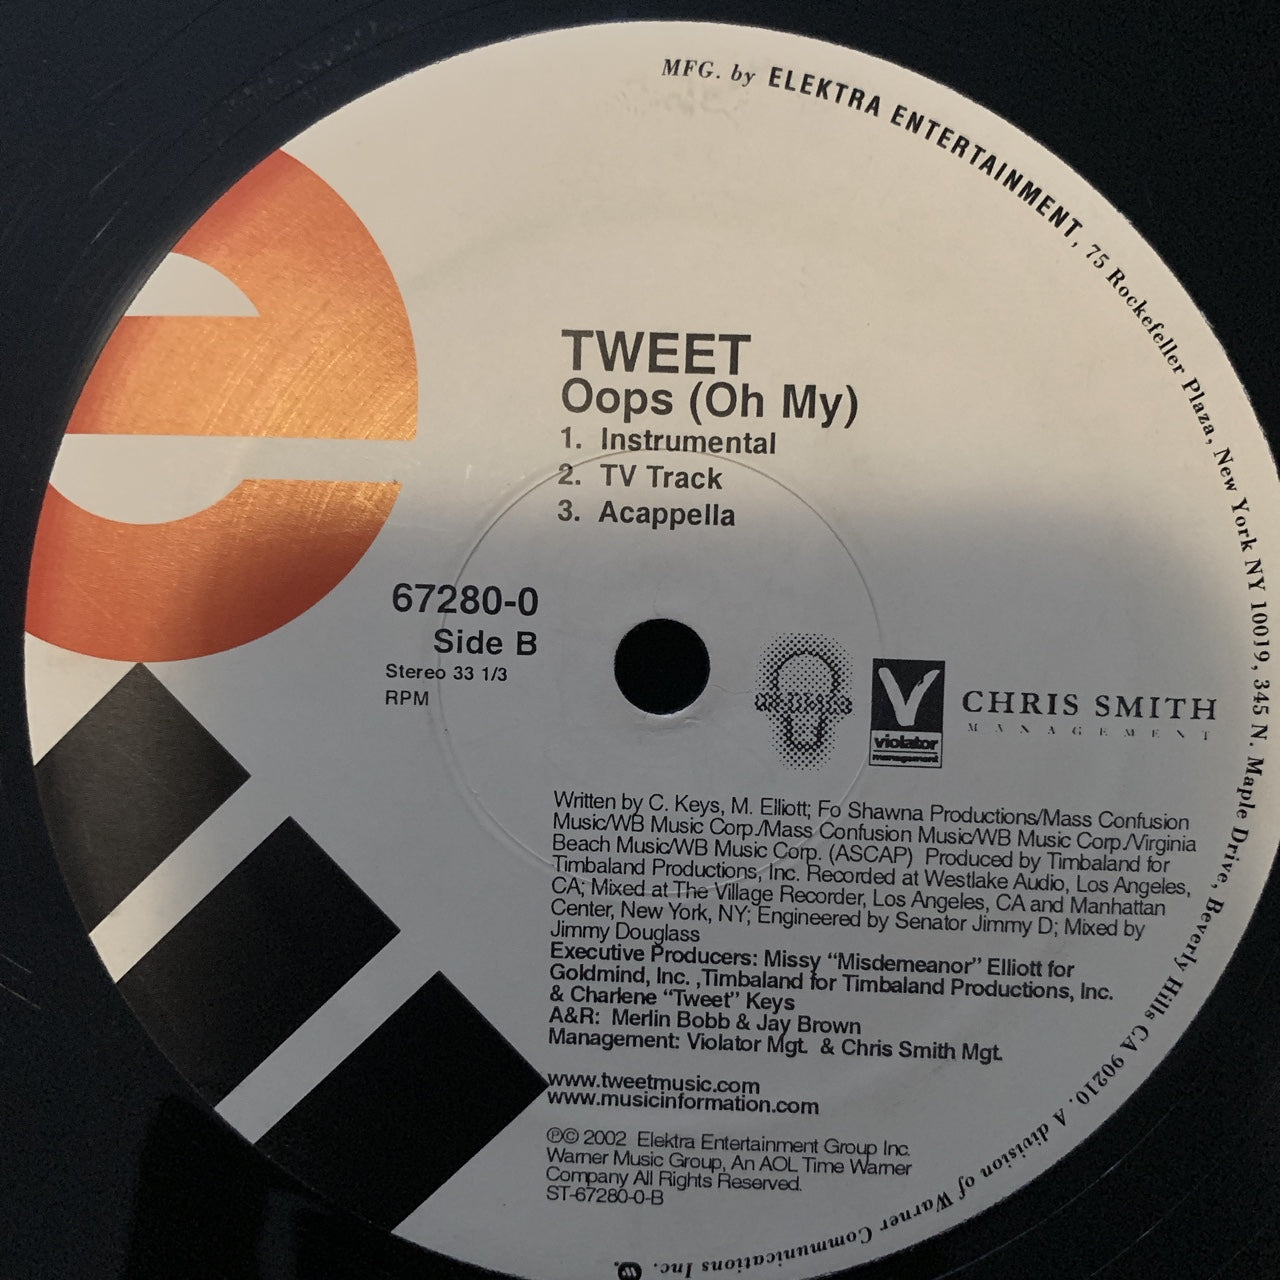 MFG. by ELEKTRA ENTERTAINMENT, 75 Rockefeller Plaza, New York NY 10019, 345 N. Maple Drive, Beverly Hills CA 90210. A division of Warner Communications Inc.
TWEET
Oops (Oh My)
1. Instrumental
2. TV Track
3. Acappella
67280-0
Side B
Stereo 33 1/3
RPM
violator
management
CHRIS SMITH
MANAGEMENT
Written by C. Keys, M. Elliott; Fo Shawna Productions/Mass Confusion
Music/WB Music Corp./Mass Confusion Music/WB Music Corp./Virginia
Beach Music/WB Music Corp. (ASCAP) Produced by Timbaland for
Timbaland Productions, Inc. Recorded at Westlake Audio, Los Angeles,
CA; Mixed at The Village Recorder, Los Angeles, CA and Manhattan
Center, New York, NY; Engineered by Senator Jimmy D; Mixed by
Jimmy Douglass
Executive Producers: Missy “Misdemeanor” Elliott for
Goldmind, Inc. ,Timbaland for Timbaland Productions, Inc.
& Charlene “Tweet” Keys
A&R: Merlin Bobb & Jay Brown
Management: Violator Mgt. & Chris Smith Mgt.
www.tweetmusic.com
www.musicinformation.com
℗© 2002 Elektra Entertainment Group Inc.
Warner Music Group, An AOL Time Warner
Company All Rights Reserved.
ST-67280-0-B